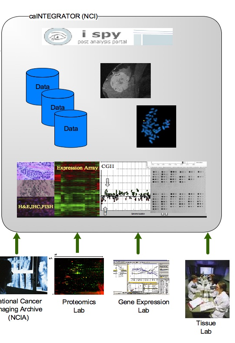 caINTEGRATOR (NCI)
i spy
post analysis portal
Data
Data
Data
Expression Array
CGH
H&E,IHC,FISH
ational Cancer
maging Archive
(NCIA)
Proteomics
Lab
Gene Expression
Lab
Tissue
Lab